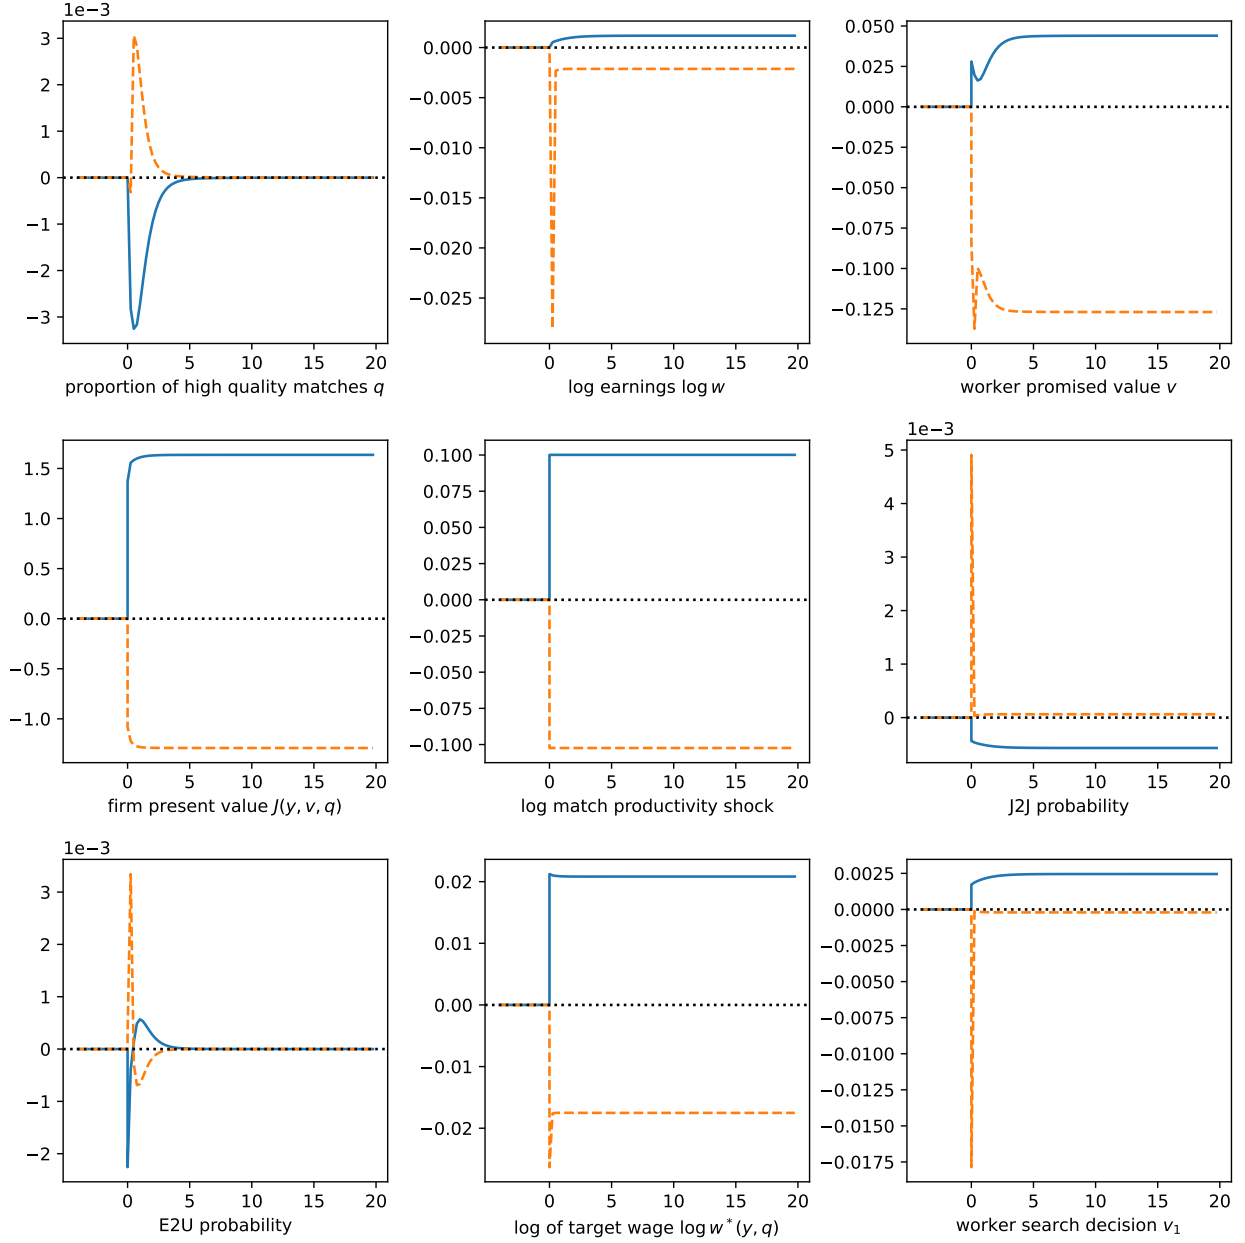 1e−3
3
2
1
0
−1
−2
−3
0 5 10 15 20
proportion of high quality matches q
0.000
−0.005
−0.010
−0.015
−0.020
−0.025
0 5 10 15 20
log earnings log w
0.050
0.025
0.000
−0.025
−0.050
−0.075
−0.100
−0.125
0 5 10 15 20
worker promised value v
1.5
1.0
0.5
0.0
−0.5
−1.0
0 5 10 15 20
firm present value J(y, v, q)
0.100
0.075
0.050
0.025
0.000
−0.025
−0.050
−0.075
−0.100
0 5 10 15 20
log match productivity shock
1e−3
5
4
3
2
1
0
0 5 10 15 20
J2J probability
1e−3
3
2
1
0
−1
−2
0 5 10 15 20
E2U probability
0.02
0.01
0.00
−0.01
−0.02
0 5 10 15 20
log of target wage log w*(y, q)
0.0025
0.0000
−0.0025
−0.0050
−0.0075
−0.0100
−0.0125
−0.0150
−0.0175
0 5 10 15 20
worker search decision v₁